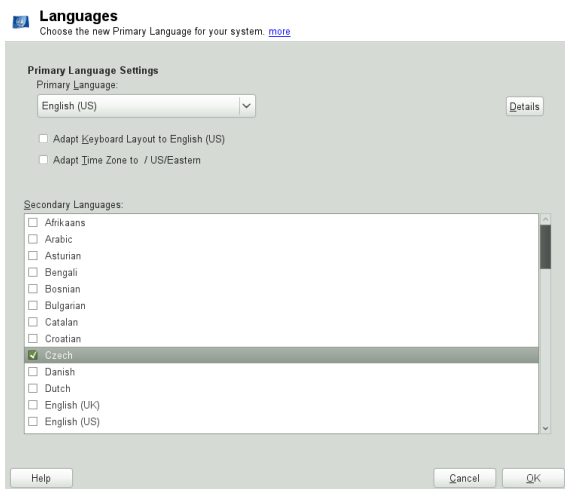 Languages
Choose the new Primary Language for your system. more
Primary Language Settings
Primary Language:
English (US)
Details
Adapt Keyboard Layout to English (US)
Adapt Time Zone to / US/Eastern
Secondary Languages:
Afrikaans
Arabic
Asturian
Bengali
Bosnian
Bulgarian
Catalan
Croatian
Czech
Danish
Dutch
English (UK)
English (US)
Help
Cancel
OK